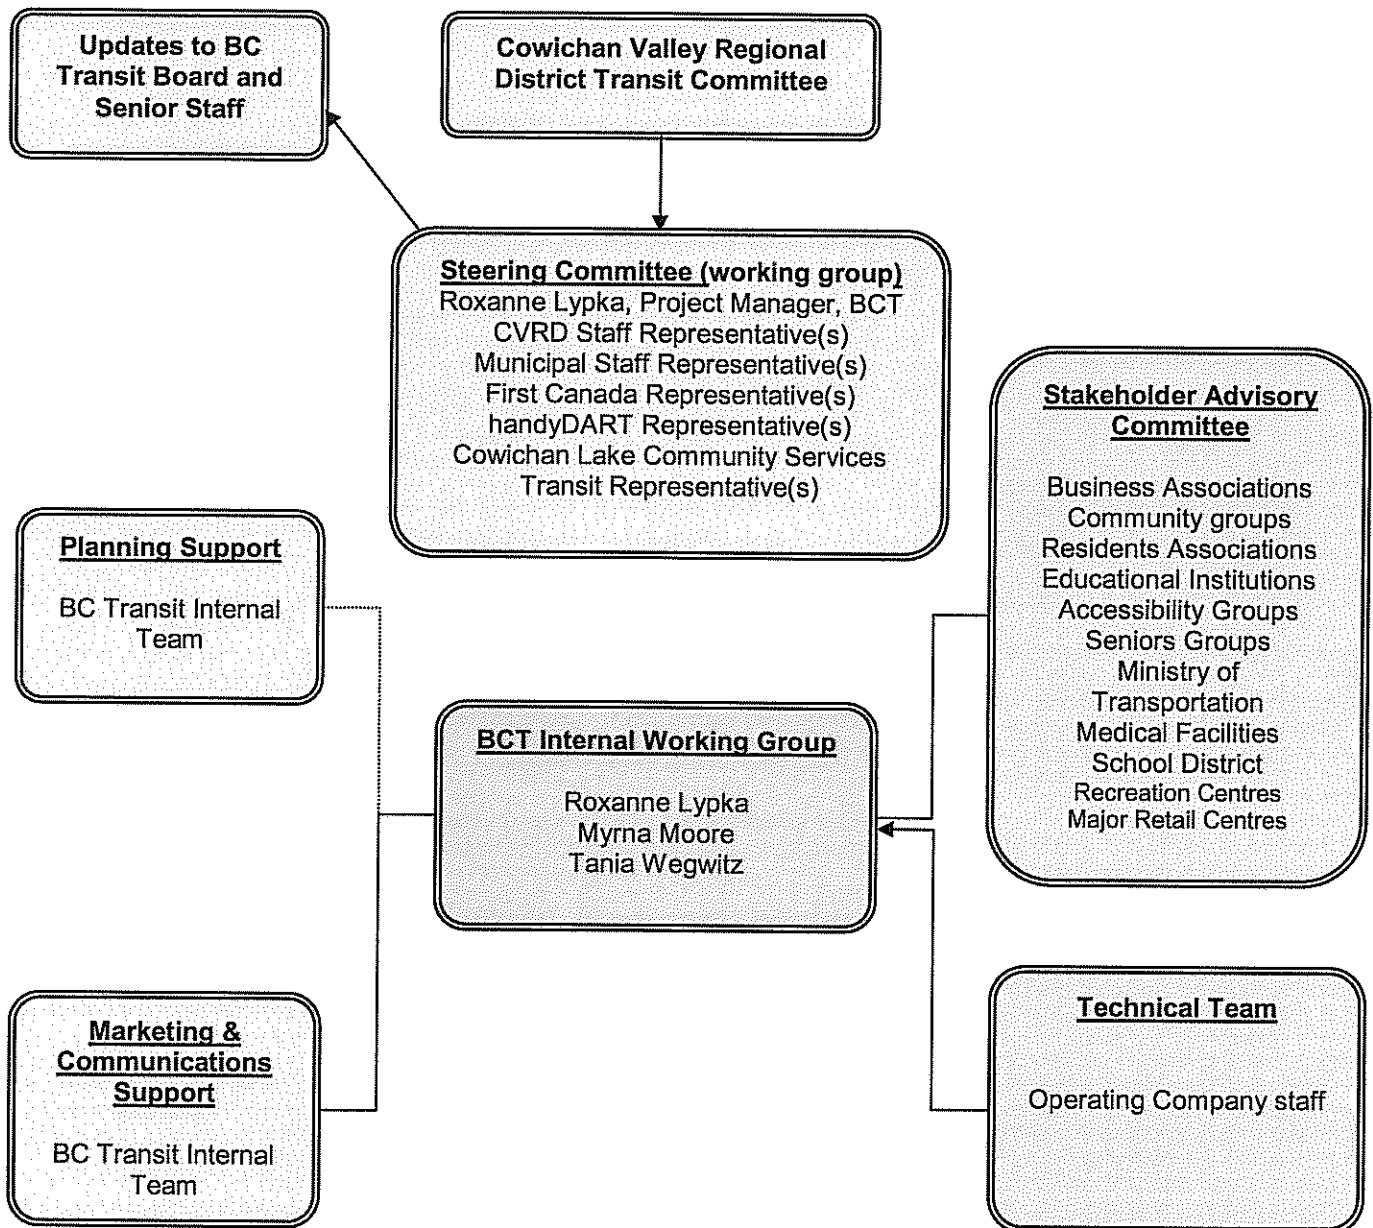 Updates to BC
Transit Board and
Senior Staff
Cowichan Valley Regional
District Transit Committee
Steering Committee (working group)
Roxanne Lypka, Project Manager, BCT
CVRD Staff Representative(s)
Municipal Staff Representative(s)
First Canada Representative(s)
handyDART Representative(s)
Cowichan Lake Community Services
Transit Representative(s)
Stakeholder Advisory
Committee
Business Associations
Community groups
Residents Associations
Educational Institutions
Accessibility Groups
Seniors Groups
Ministry of
Transportation
Medical Facilities
School District
Recreation Centres
Major Retail Centres
Planning Support
BC Transit Internal
Team
BCT Internal Working Group
Roxanne Lypka
Myrna Moore
Tania Wegwitz
Marketing &
Communications
Support
BC Transit Internal
Team
Technical Team
Operating Company staff